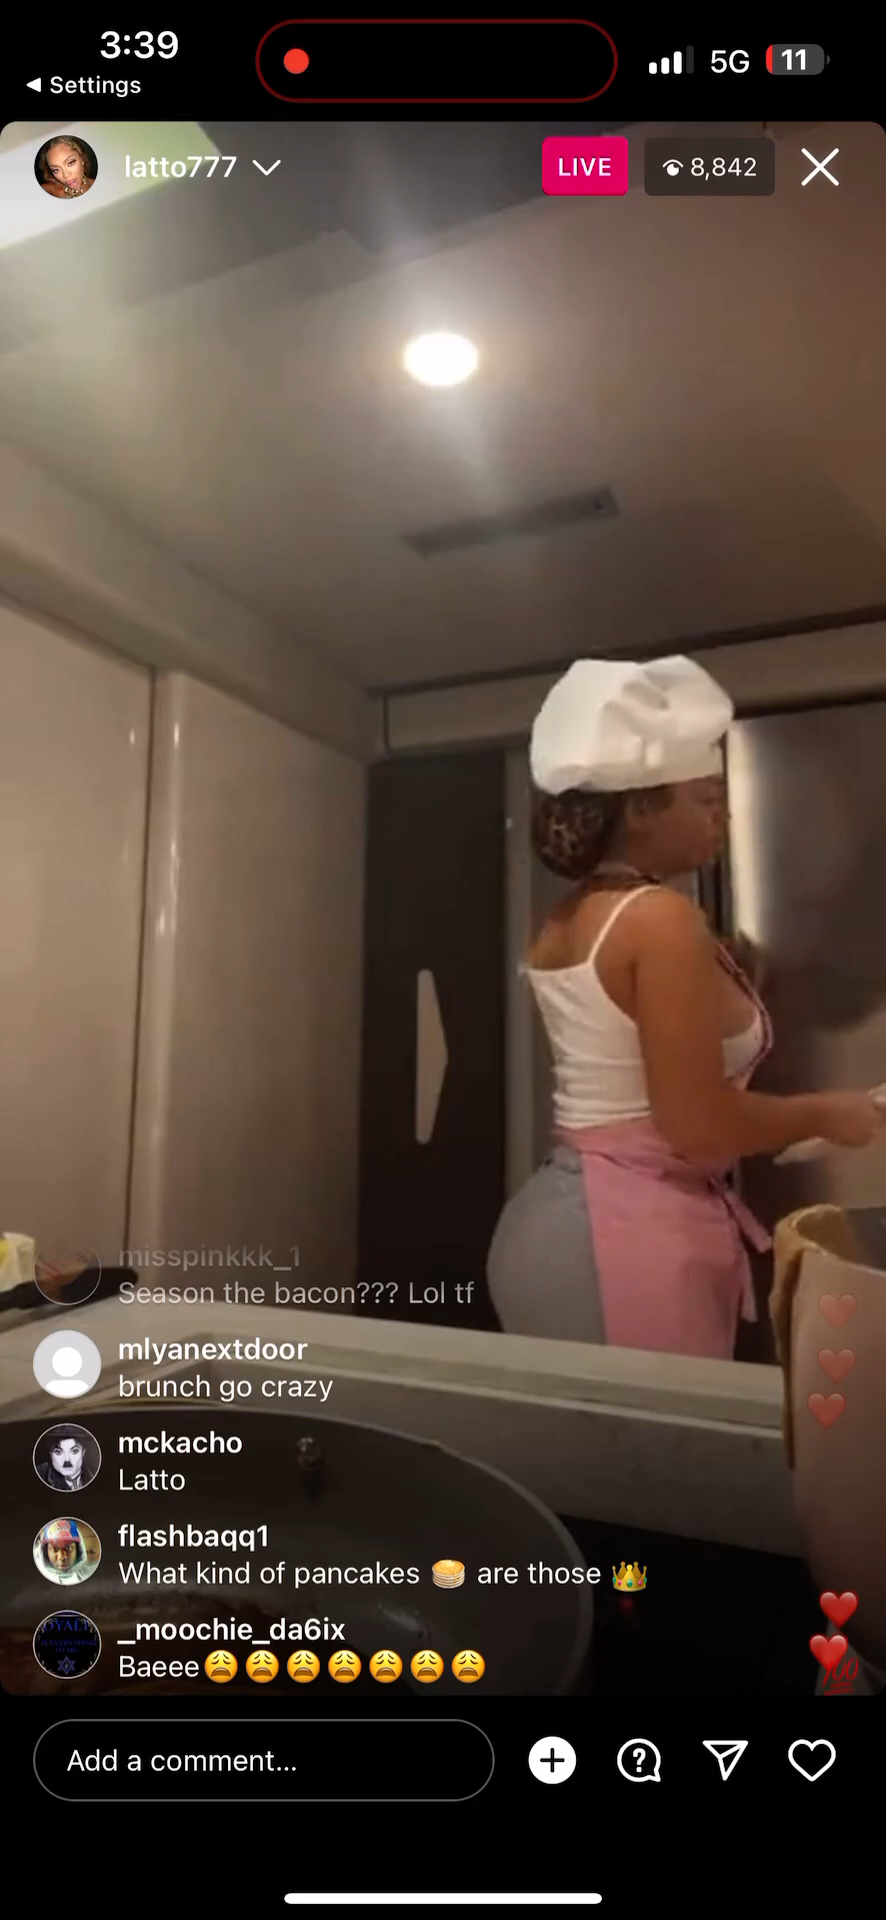 3:39
5G
11
◀ Settings
latto777
LIVE
8,842
misspinkkk_1
Season the bacon??? Lol tf
mlyanextdoor
brunch go crazy
mckacho
Latto
flashbaqq1
What kind of pancakes 🥞 are those 👑
_moochie_da6ix
Baeee😩😩😩😩😩😩😩
💯
Add a comment...